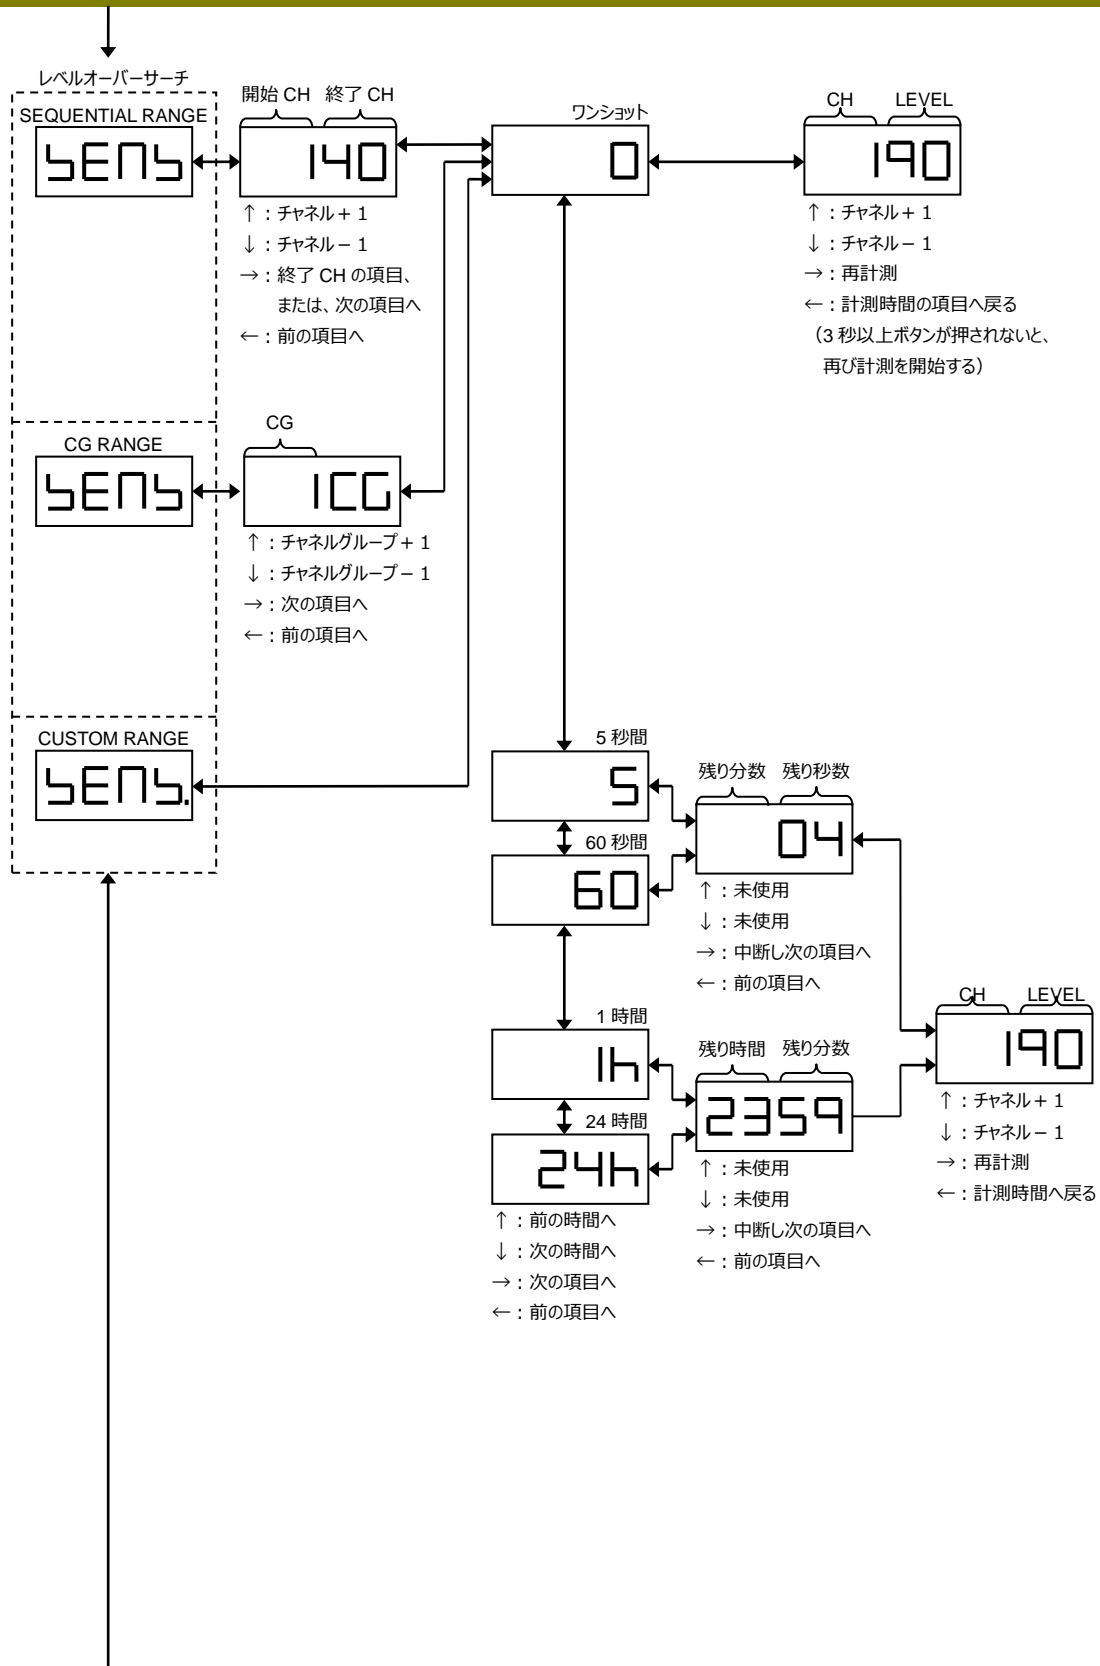 レベルオーバーサーチ
SEQUENTIAL RANGE
SENS
開始 CH 終了 CH
140
↑：チャネル＋ 1
↓：チャネル－ 1
→：終了 CH の項目、
または、次の項目へ
←：前の項目へ
ワンショット
0
CH LEVEL
190
↑：チャネル＋ 1
↓：チャネル－ 1
→：再計測
←：計測時間の項目へ戻る
（3 秒以上ボタンが押されないと、
再び計測を開始する）
CG RANGE
SENS
CG
1CG
↑：チャネルグループ＋ 1
↓：チャネルグループ－ 1
→：次の項目へ
←：前の項目へ
CUSTOM RANGE
SENS.
5 秒間
5
60 秒間
60
残り分数 残り秒数
04
↑：未使用
↓：未使用
→：中断し次の項目へ
←：前の項目へ
1 時間
1h
24 時間
24h
↑：前の時間へ
↓：次の時間へ
→：次の項目へ
←：前の項目へ
残り時間 残り分数
2359
↑：未使用
↓：未使用
→：中断し次の項目へ
←：前の項目へ
CH LEVEL
190
↑：チャネル＋ 1
↓：チャネル－ 1
→：再計測
←：計測時間へ戻る